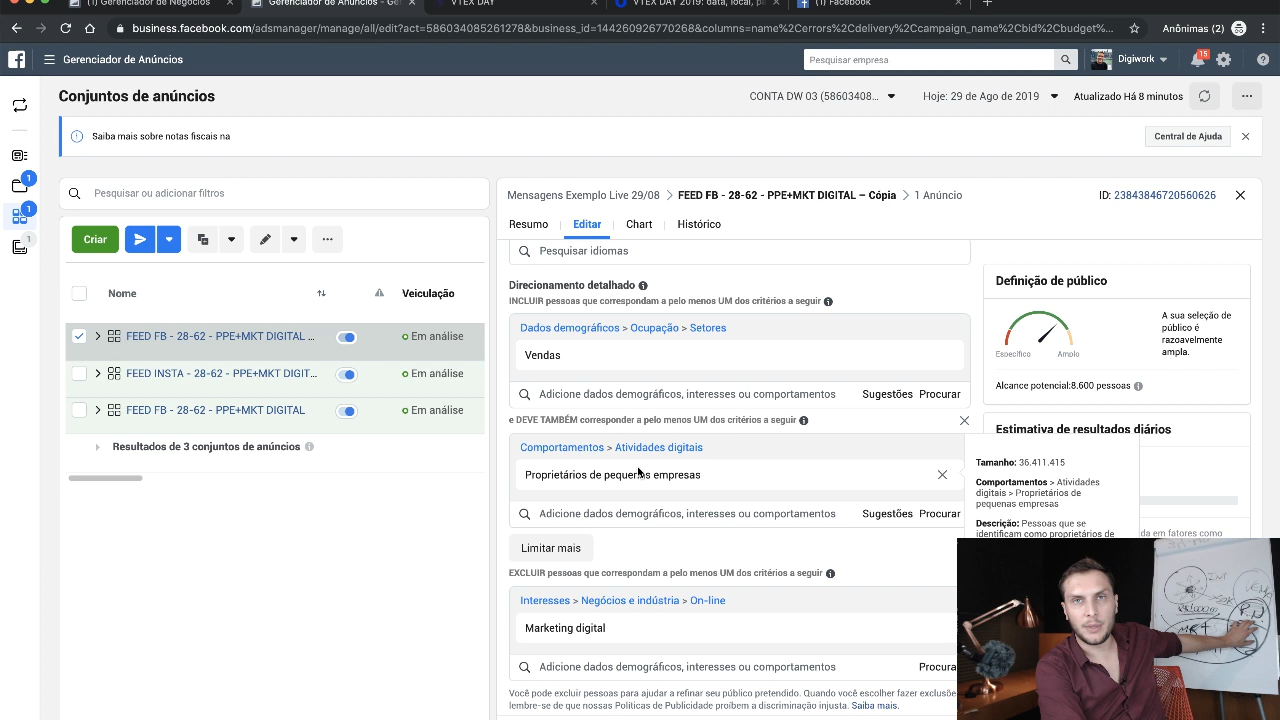 (1) Gerenciador de Negócios
Gerenciador de Anúncios - Ger
VTEX DAY
VTEX DAY 2019: data, local, p
(1) Facebook
business.facebook.com/adsmanager/manage/all/edit?act=586034085261278&business_id=144260926770268&columns=name%2Cerrors%2Cdelivery%2Ccampaign_name%2Cbid%2Cbudget%...
Anônimas (2)
Gerenciador de Anúncios
Pesquisar empresa
Digiwork
15
Conjuntos de anúncios
CONTA DW 03 (58603408...
Hoje: 29 de Ago de 2019
Atualizado Há 8 minutos
Saiba mais sobre notas fiscais na
Central de Ajuda
1
1
1
Pesquisar ou adicionar filtros
Criar
Nome
Veiculação
FEED FB - 28-62 - PPE+MKT DIGITAL ...
Em análise
FEED INSTA - 28-62 - PPE+MKT DIGIT...
Em análise
FEED FB - 28-62 - PPE+MKT DIGITAL
Em análise
Resultados de 3 conjuntos de anúncios
Mensagens Exemplo Live 29/08 > FEED FB - 28-62 - PPE+MKT DIGITAL – Cópia > 1 Anúncio
ID: 23843846720560626
Resumo
Editar
Chart
Histórico
Pesquisar idiomas
Direcionamento detalhado
INCLUIR pessoas que correspondam a pelo menos UM dos critérios a seguir
Dados demográficos > Ocupação > Setores
Vendas
Adicione dados demográficos, interesses ou comportamentos
Sugestões
Procurar
e DEVE TAMBÉM corresponder a pelo menos UM dos critérios a seguir
Comportamentos > Atividades digitais
Proprietários de pequenas empresas
Adicione dados demográficos, interesses ou comportamentos
Sugestões
Procurar
Limitar mais
EXCLUIR pessoas que correspondam a pelo menos UM dos critérios a seguir
Interesses > Negócios e indústria > On-line
Marketing digital
Adicione dados demográficos, interesses ou comportamentos
Procura
Você pode excluir pessoas para ajudar a refinar seu público pretendido. Quando você escolher fazer exclusõe
lembre-se de que nossas Políticas de Publicidade proíbem a discriminação injusta. Saiba mais.
Definição de público
Específico
Amplo
A sua seleção de
público é
razoavelmente
ampla.
Alcance potencial:8.600 pessoas
Estimativa de resultados diários
Tamanho: 36.411.415
Comportamentos > Atividades
digitais > Proprietários de
pequenas empresas
Descrição: Pessoas que se
identificam como proprietários de
da em fatores como